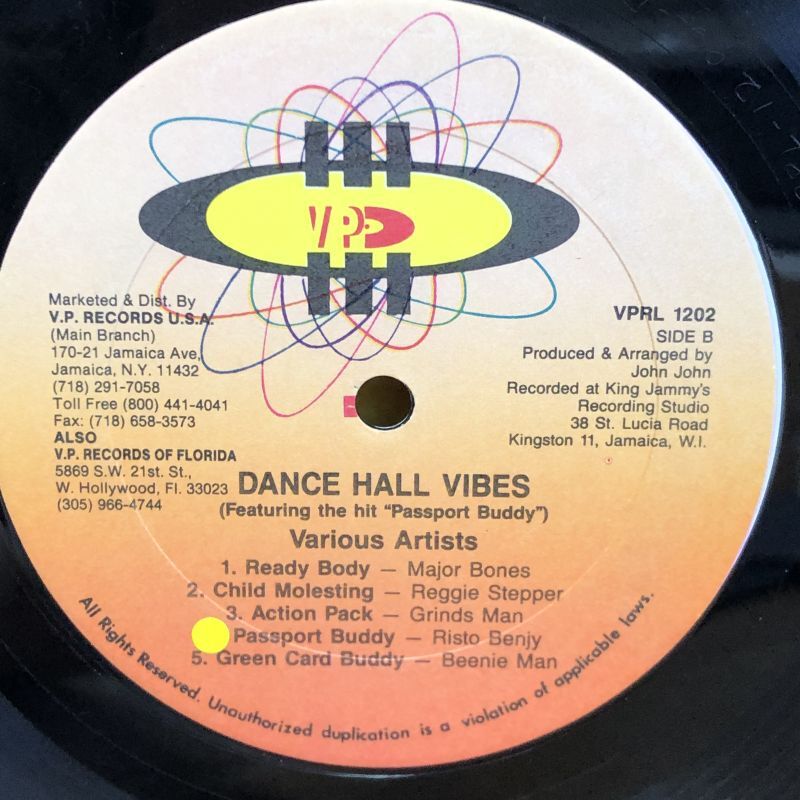 VP
Marketed & Dist. By
V.P. RECORDS U.S.A.
(Main Branch)
170-21 Jamaica Ave,
Jamaica, N.Y. 11432
(718) 291-7058
Toll Free (800) 441-4041
Fax: (718) 658-3573
ALSO
V.P. RECORDS OF FLORIDA
5869 S.W. 21st. St.,
W. Hollywood, Fl. 33023
(305) 966-4744
VPRL 1202
SIDE B
Produced & Arranged by
John John
Recorded at King Jammy's
Recording Studio
38 St. Lucia Road
Kingston 11, Jamaica, W.I.
DANCE HALL VIBES
(Featuring the hit "Passport Buddy")
Various Artists
1. Ready Body — Major Bones
2. Child Molesting — Reggie Stepper
3. Action Pack — Grinds Man
Passport Buddy — Risto Benjy
5. Green Card Buddy — Beenie Man
All Rights Reserved. Unauthorized duplication is a violation of applicable laws.